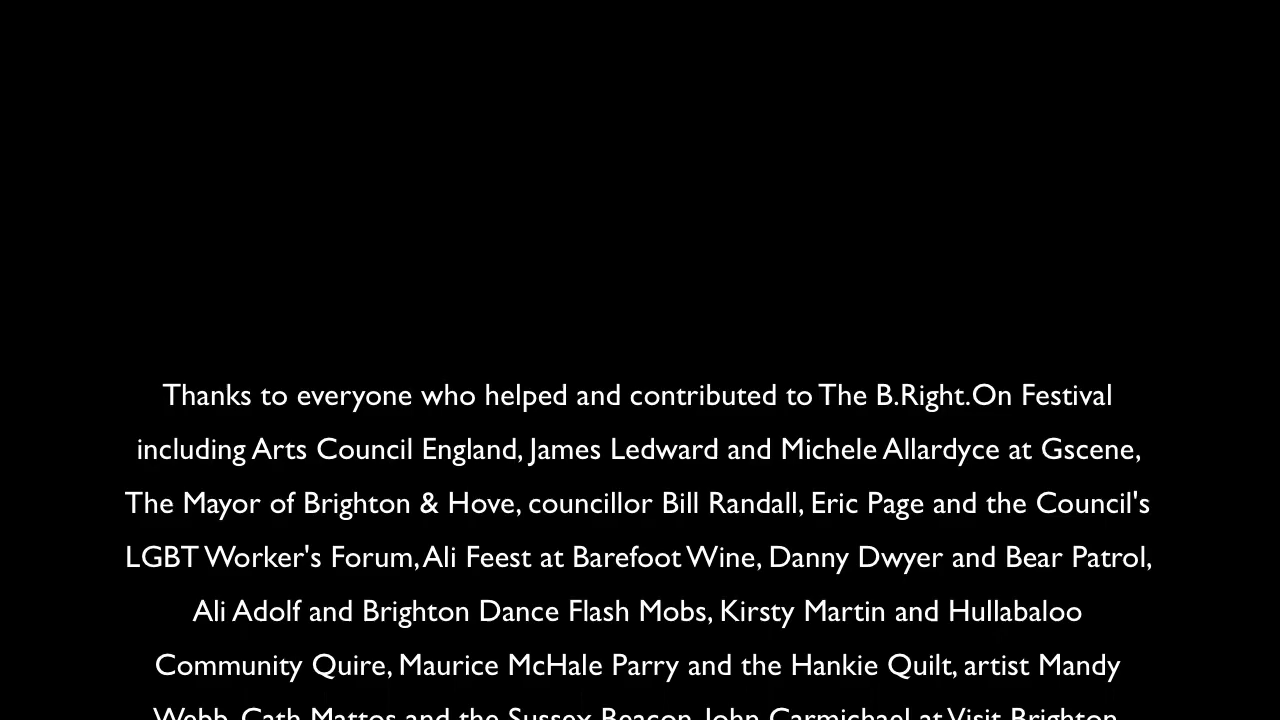 Thanks to everyone who helped and contributed to The B.Right.On Festival
including Arts Council England, James Ledward and Michele Allardyce at Gscene,
The Mayor of Brighton & Hove, councillor Bill Randall, Eric Page and the Council's
LGBT Worker's Forum, Ali Feest at Barefoot Wine, Danny Dwyer and Bear Patrol,
Ali Adolf and Brighton Dance Flash Mobs, Kirsty Martin and Hullabaloo
Community Quire, Maurice McHale Parry and the Hankie Quilt, artist Mandy
Webb, Cath Mattos and the Sussex Beacon, John Carmichael at Visit Brighton,